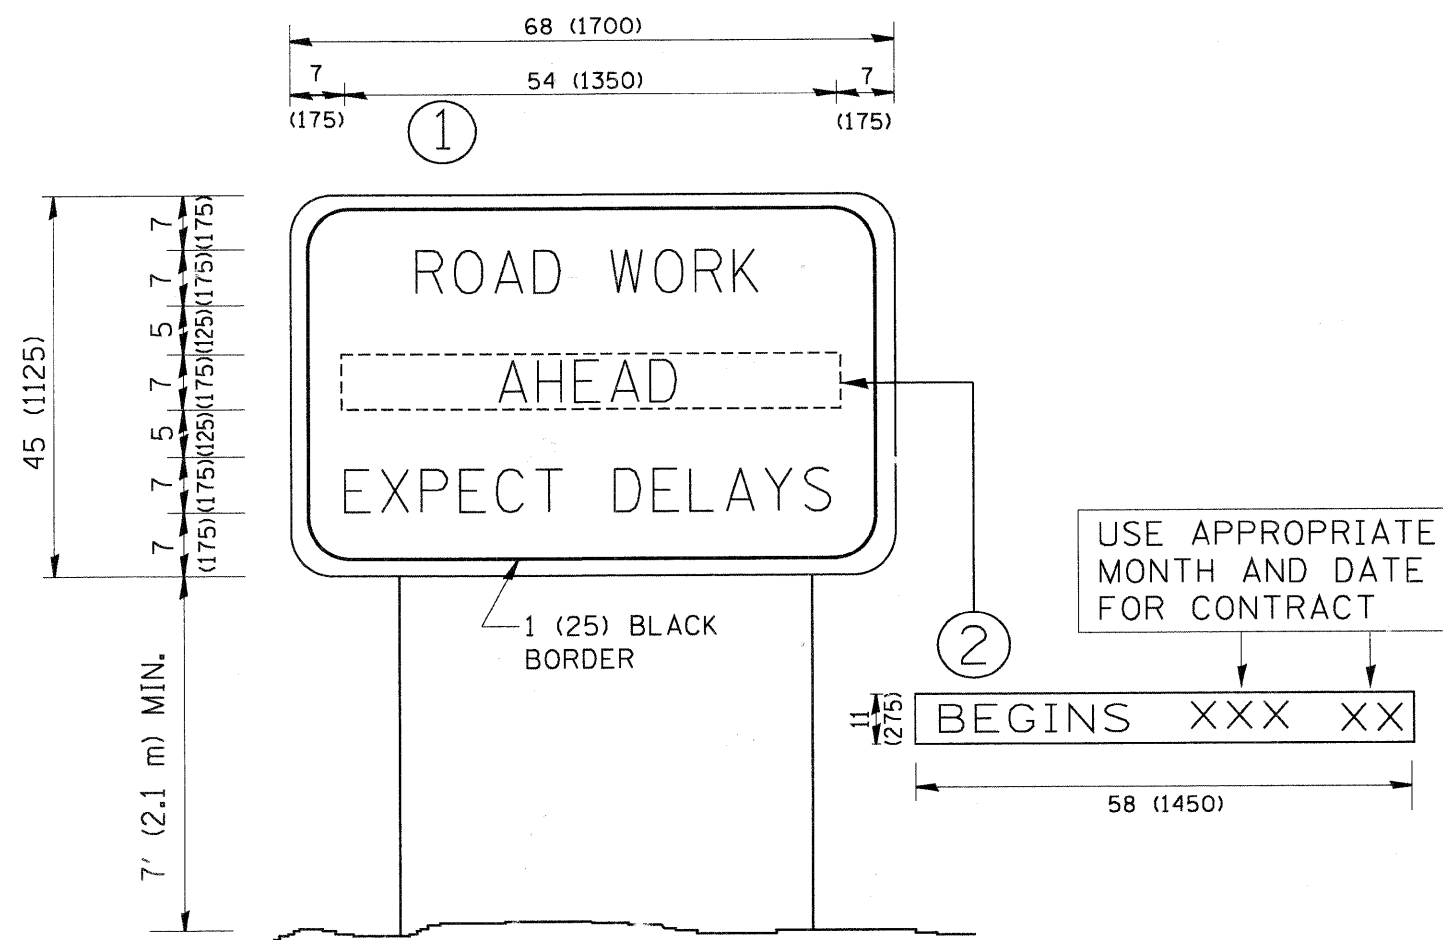 68 (1700)
7
54 (1350)
7
(175)
(175)
1
45 (1125)
7
(175)
7
(175)
5
(125)
7
(175)
5
(125)
7
(175)
7
(175)
ROAD WORK
AHEAD
EXPECT DELAYS
1 (25) BLACK
BORDER
7' (2.1 m) MIN.
2
USE APPROPRIATE
MONTH AND DATE
FOR CONTRACT
11
(275)
BEGINS XXX XX
58 (1450)